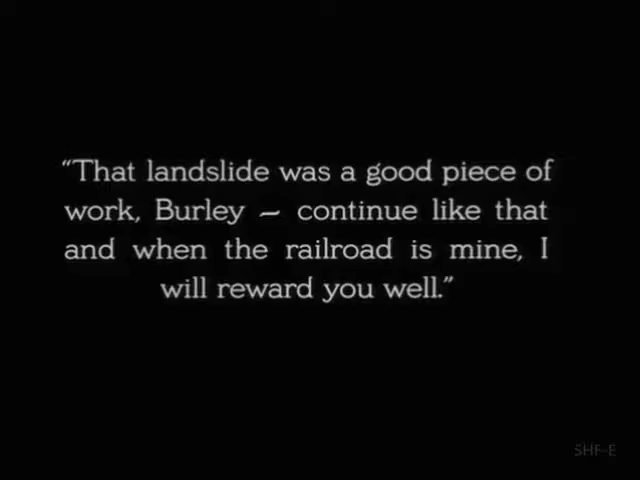 “That landslide was a good piece of
work, Burley — continue like that
and when the railroad is mine, I
will reward you well.”
SHF-E